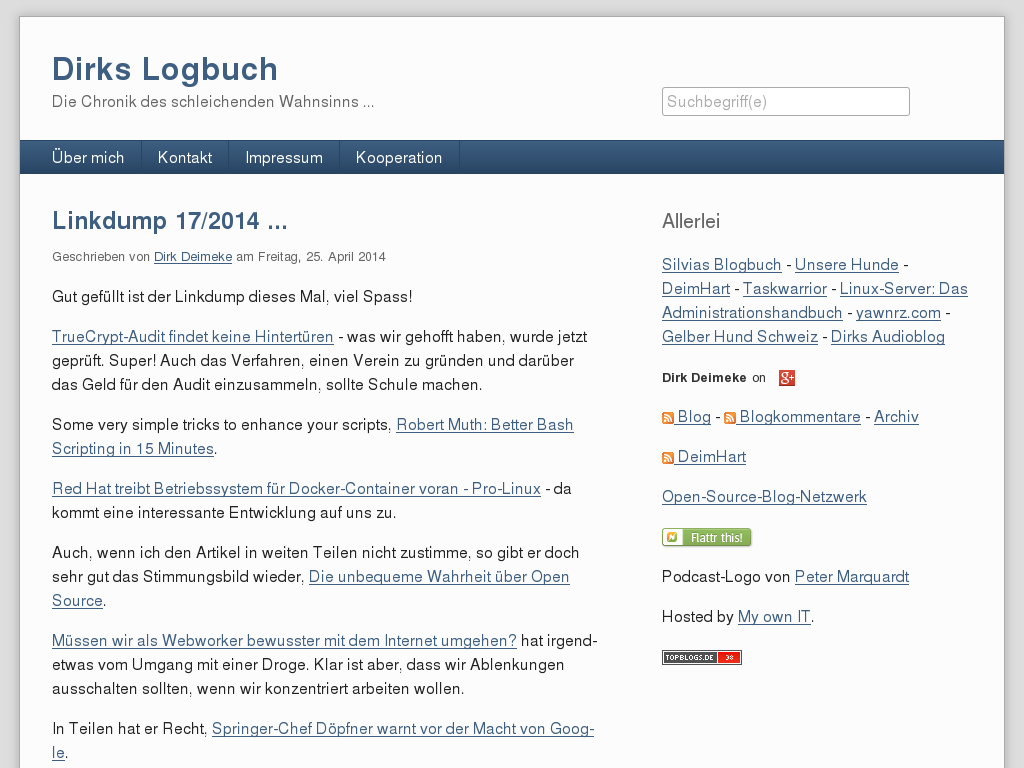 Dirks Logbuch
Die Chronik des schleichenden Wahnsinns ...
Suchbegriff(e)
Über mich
Kontakt
Impressum
Kooperation
Linkdump 17/2014 ...
Geschrieben von Dirk Deimeke am Freitag, 25. April 2014
Gut gefüllt ist der Linkdump dieses Mal, viel Spass!
TrueCrypt-Audit findet keine Hintertüren - was wir gehofft haben, wurde jetzt
geprüft. Super! Auch das Verfahren, einen Verein zu gründen und darüber
das Geld für den Audit einzusammeln, sollte Schule machen.
Some very simple tricks to enhance your scripts, Robert Muth: Better Bash
Scripting in 15 Minutes.
Red Hat treibt Betriebssystem für Docker-Container voran - Pro-Linux - da
kommt eine interessante Entwicklung auf uns zu.
Auch, wenn ich den Artikel in weiten Teilen nicht zustimme, so gibt er doch
sehr gut das Stimmungsbild wieder, Die unbequeme Wahrheit über Open
Source.
Müssen wir als Webworker bewusster mit dem Internet umgehen? hat irgend-
etwas vom Umgang mit einer Droge. Klar ist aber, dass wir Ablenkungen
ausschalten sollten, wenn wir konzentriert arbeiten wollen.
In Teilen hat er Recht, Springer-Chef Döpfner warnt vor der Macht von Goog-
le.
Allerlei
Silvias Blogbuch - Unsere Hunde -
DeimHart - Taskwarrior - Linux-Server: Das
Administrationshandbuch - yawnrz.com -
Gelber Hund Schweiz - Dirks Audioblog
Dirk Deimeke on g+
Blog - Blogkommentare - Archiv
DeimHart
Open-Source-Blog-Netzwerk
Flattr this!
Podcast-Logo von Peter Marquardt
Hosted by My own IT.
TOPBLOGS.DE 38